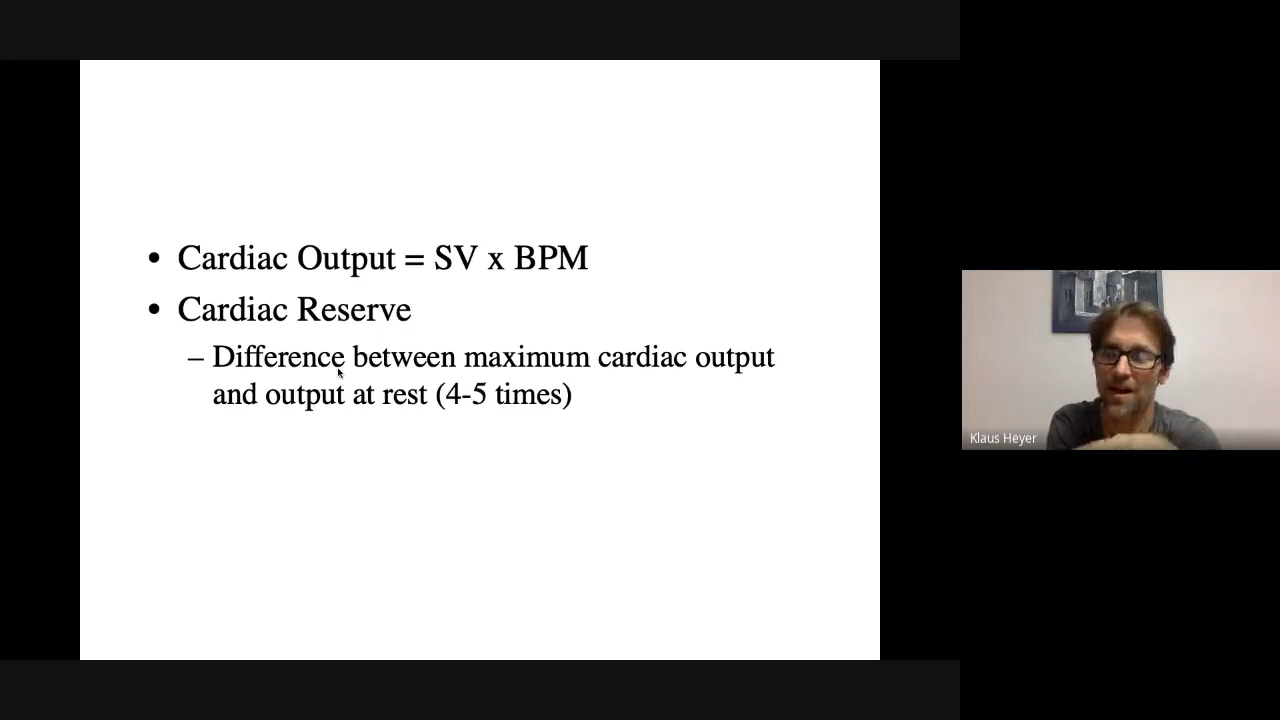 • Cardiac Output = SV x BPM
• Cardiac Reserve
– Difference between maximum cardiac output
and output at rest (4-5 times)
Klaus Heyer